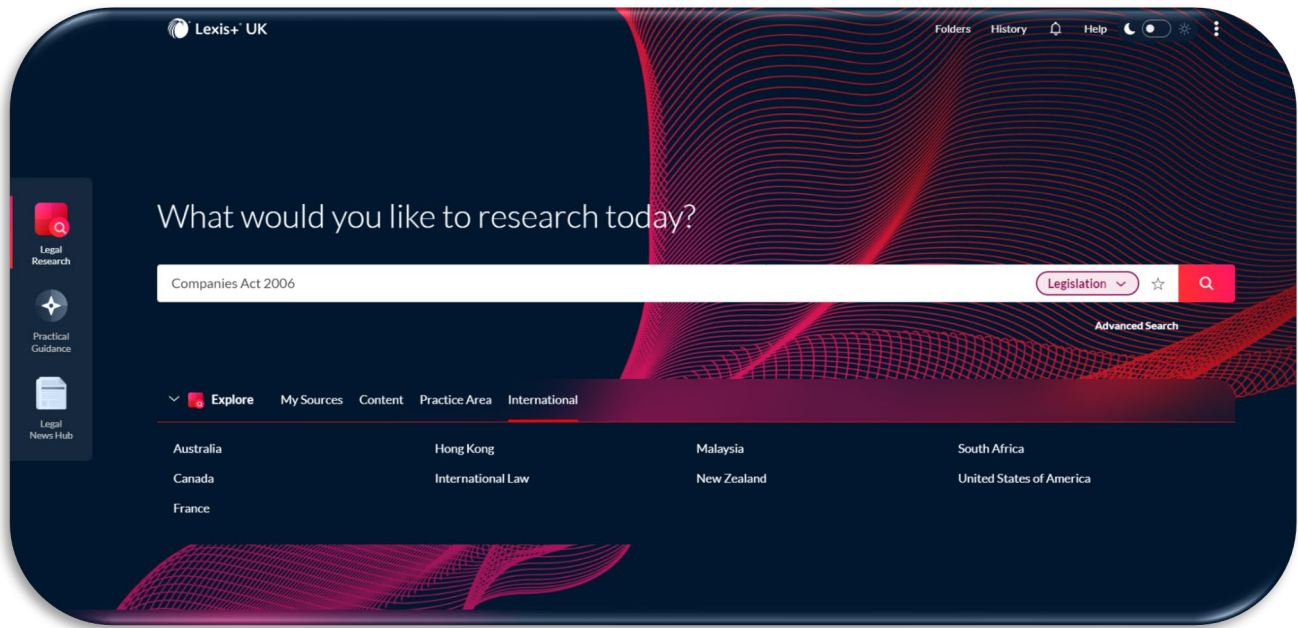 Lexis+® UK
Folders History Help
What would you like to research today?
Legal
Research
Companies Act 2006 Legislation
Advanced Search
Practical
Guidance
Explore My Sources Content Practice Area International
Legal
News Hub
Australia Hong Kong Malaysia South Africa
Canada International Law New Zealand United States of America
France